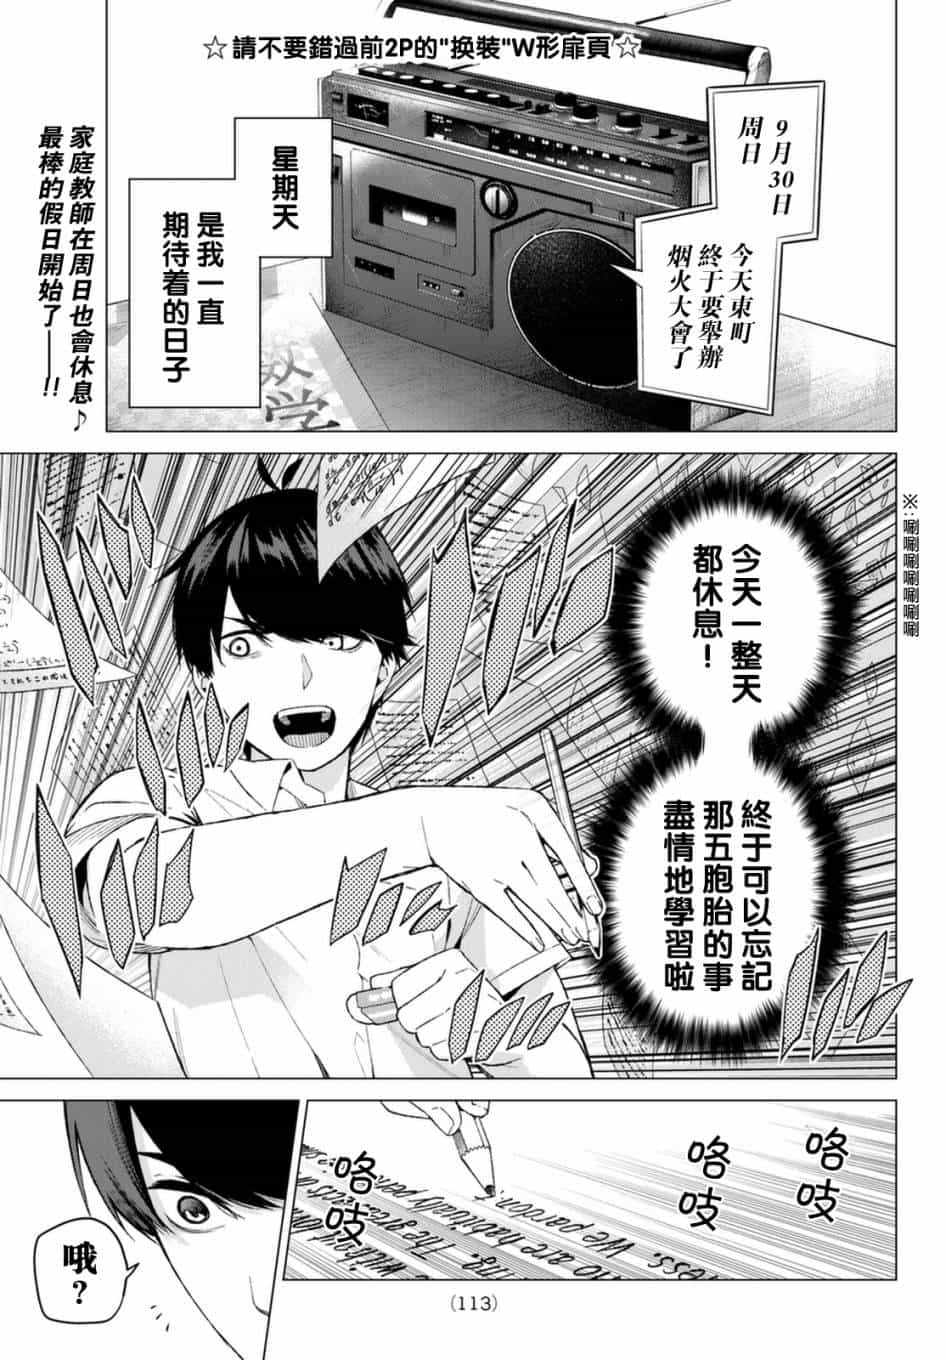 ☆請不要錯過前2P的"换裝"W形扉頁☆
9月30日
周日
今天東町
終于要舉辦
烟火大會了
星期天
是我一直
期待着的日子
家庭教師在周日也會休息♪
最棒的假日開始了——!!
数学
※:唰唰唰唰唰唰唰
今天一整天
都休息!
終于可以忘記
那五胞胎的事
盡情地學習啦
咯吱
咯吱
咯吱
哦?
(113)